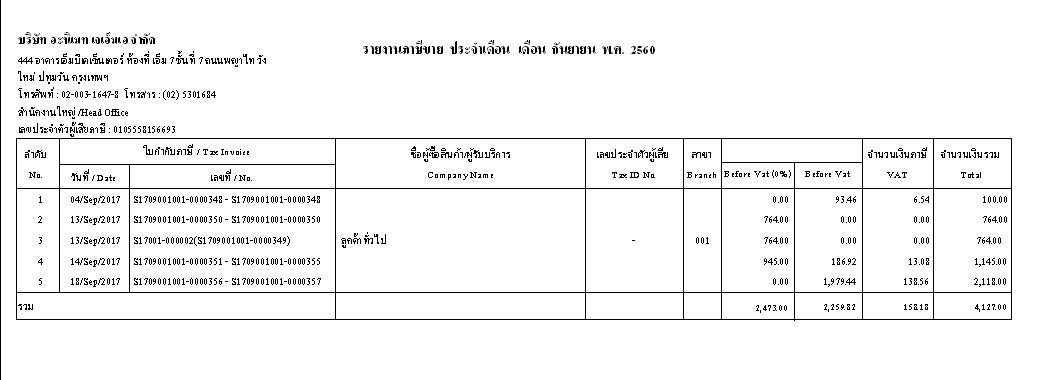 บริษัท อะซิแมท เจเอ็มเอ จำกัด
รายงานภาษีขาย ประจำเดือน เดือน กันยายน พ.ศ. 2560
444 อาคารเอ็มบีเคเซ็นเตอร์ ห้องที่ เอ็ม 7 ชั้นที่ 7 ถนนพญาไท วัง
ใหม่ ปทุมวัน กรุงเทพฯ
โทรศัพท์ : 02-003-1647-8 โทรสาร : (02) 5301684
สำนักงานใหญ่ /Head Office
เลขประจำตัวผู้เสียภาษี : 0105558156693
ลำดับ ใบกำกับภาษี / Tax Invoice ชื่อผู้ซื้อสินค้า/ผู้รับบริการ เลขประจำตัวผู้เสีย สาขา จำนวนเงินภาษี จำนวนเงินรวม
No. วันที่ / Date เลขที่ / No. Company Name Tax ID No. Branch Before Vat (0%) Before Vat VAT Total
1 04/Sep/2017 S1709001001-0000348 - S1709001001-0000348 0.00 93.46 6.54 100.00
2 13/Sep/2017 S1709001001-0000350 - S1709001001-0000350 764.00 0.00 0.00 764.00
3 13/Sep/2017 S17001-000002(S1709001001-0000349) ลูกค้า ทั่วไป - 001 764.00 0.00 0.00 764.00
4 14/Sep/2017 S1709001001-0000351 - S1709001001-0000355 945.00 186.92 13.08 1,145.00
5 18/Sep/2017 S1709001001-0000356 - S1709001001-0000357 0.00 1,979.44 138.56 2,118.00
รวม 2,473.00 2,259.82 158.18 4,127.00